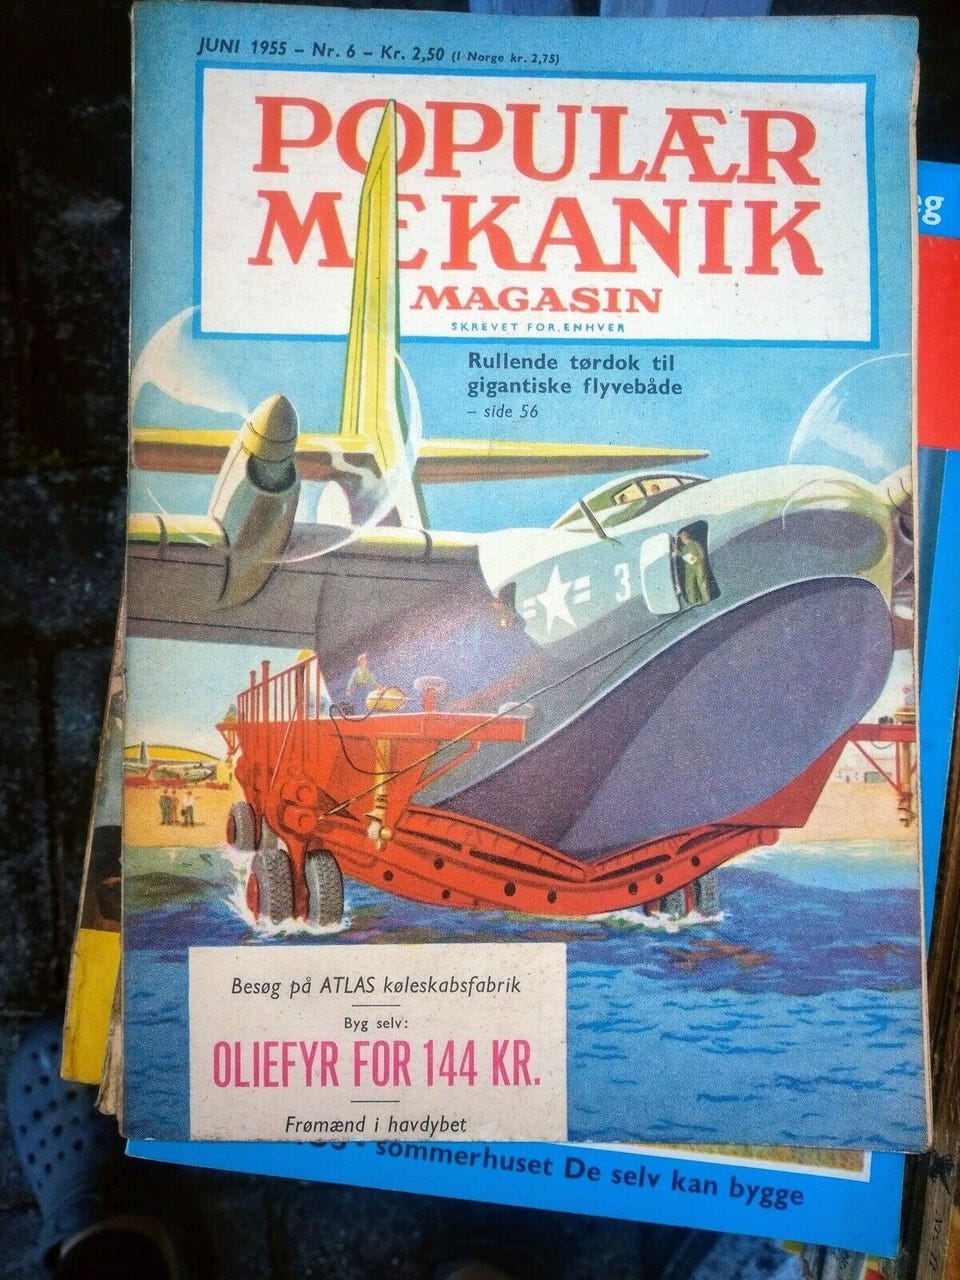 JUNI 1955 – Nr. 6 – Kr. 2,50 (I Norge kr. 2,75)
POPULÆR
MEKANIK
MAGASIN
SKREVET FOR ENHVER
Rullende tørdok til
gigantiske flyvebåde
– side 56
3
Besøg på ATLAS køleskabsfabrik
Byg selv:
OLIEFYR FOR 144 KR.
Frømænd i havdybet
sommerhuset De selv kan bygge